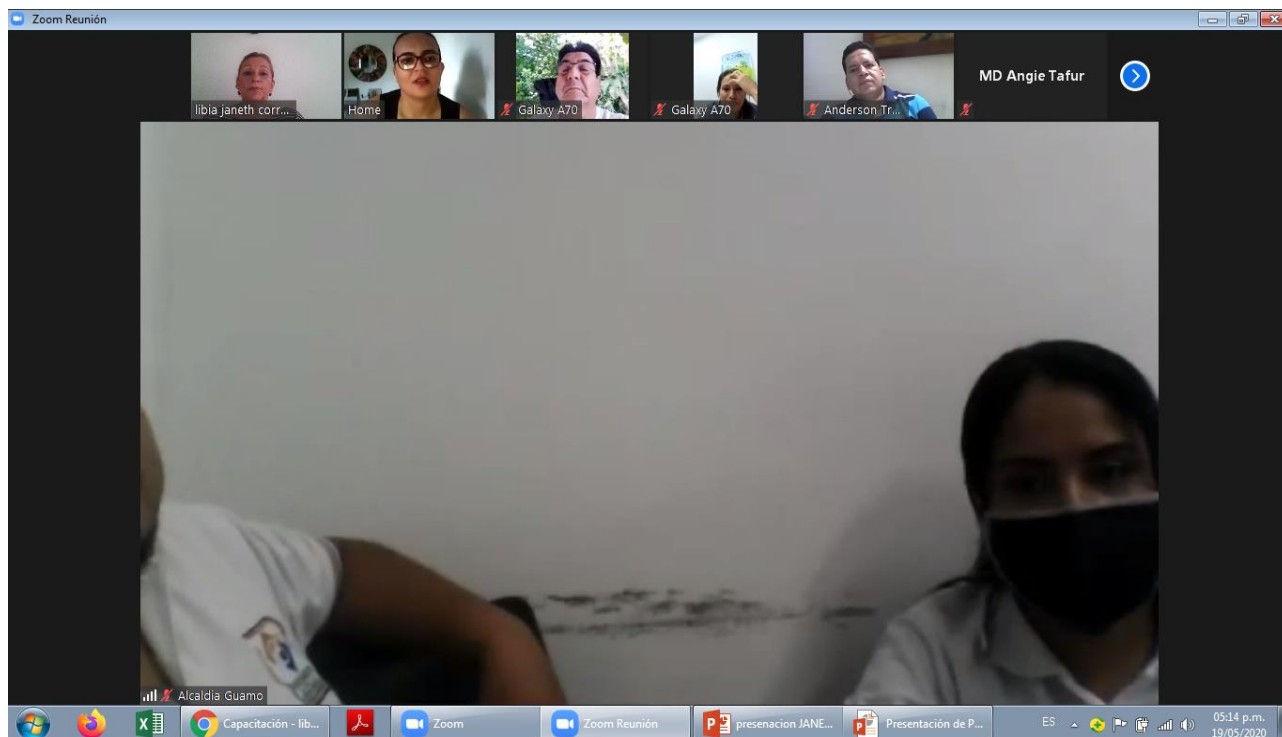 Zoom Reunión
MD Angie Tafur
libia janeth corr...
Home
Galaxy A70
Galaxy A70
Anderson Tr...
Alcaldia Guamo
Capacitación - lib...
Zoom
Zoom Reunión
presenacion JANE...
Presentación de P...
ES
05:14 p.m.
19/05/2020